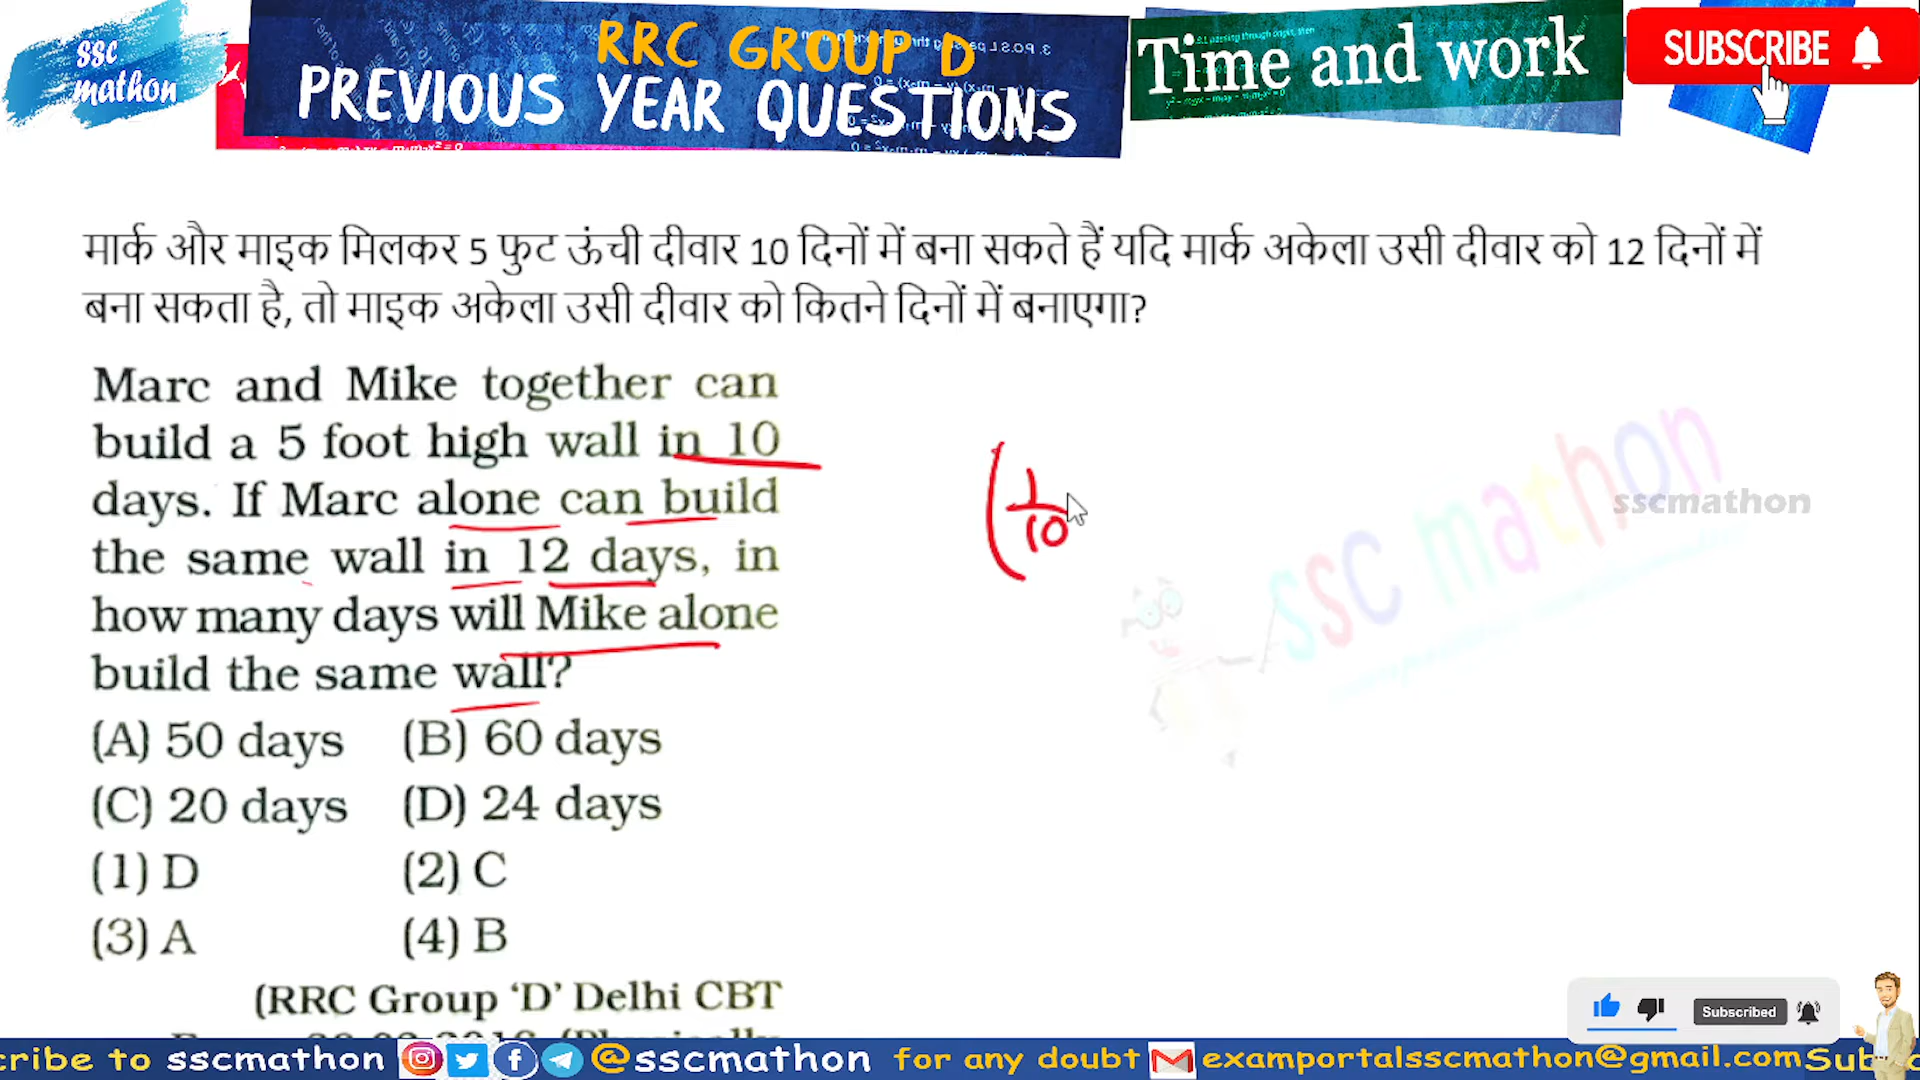 ssc
mathon
RRC GROUP D
PREVIOUS YEAR QUESTIONS
Time and work
SUBSCRIBE
मार्क और माइक मिलकर 5 फुट ऊंची दीवार 10 दिनों में बना सकते हैं यदि मार्क अकेला उसी दीवार को 12 दिनों में
बना सकता है, तो माइक अकेला उसी दीवार को कितने दिनों में बनाएगा?
Marc and Mike together can
build a 5 foot high wall in 10
days. If Marc alone can build
the same wall in 12 days, in
how many days will Mike alone
build the same wall?
(A) 50 days (B) 60 days
(C) 20 days (D) 24 days
(1) D (2) C
(3) A (4) B
(RRC Group ‘D’ Delhi CBT
(1/10
ssc mathon
sscmathon
Subscribed
cribe to sscmathon @sscmathon for any doubt examportalsscmathon@gmail.com Sub